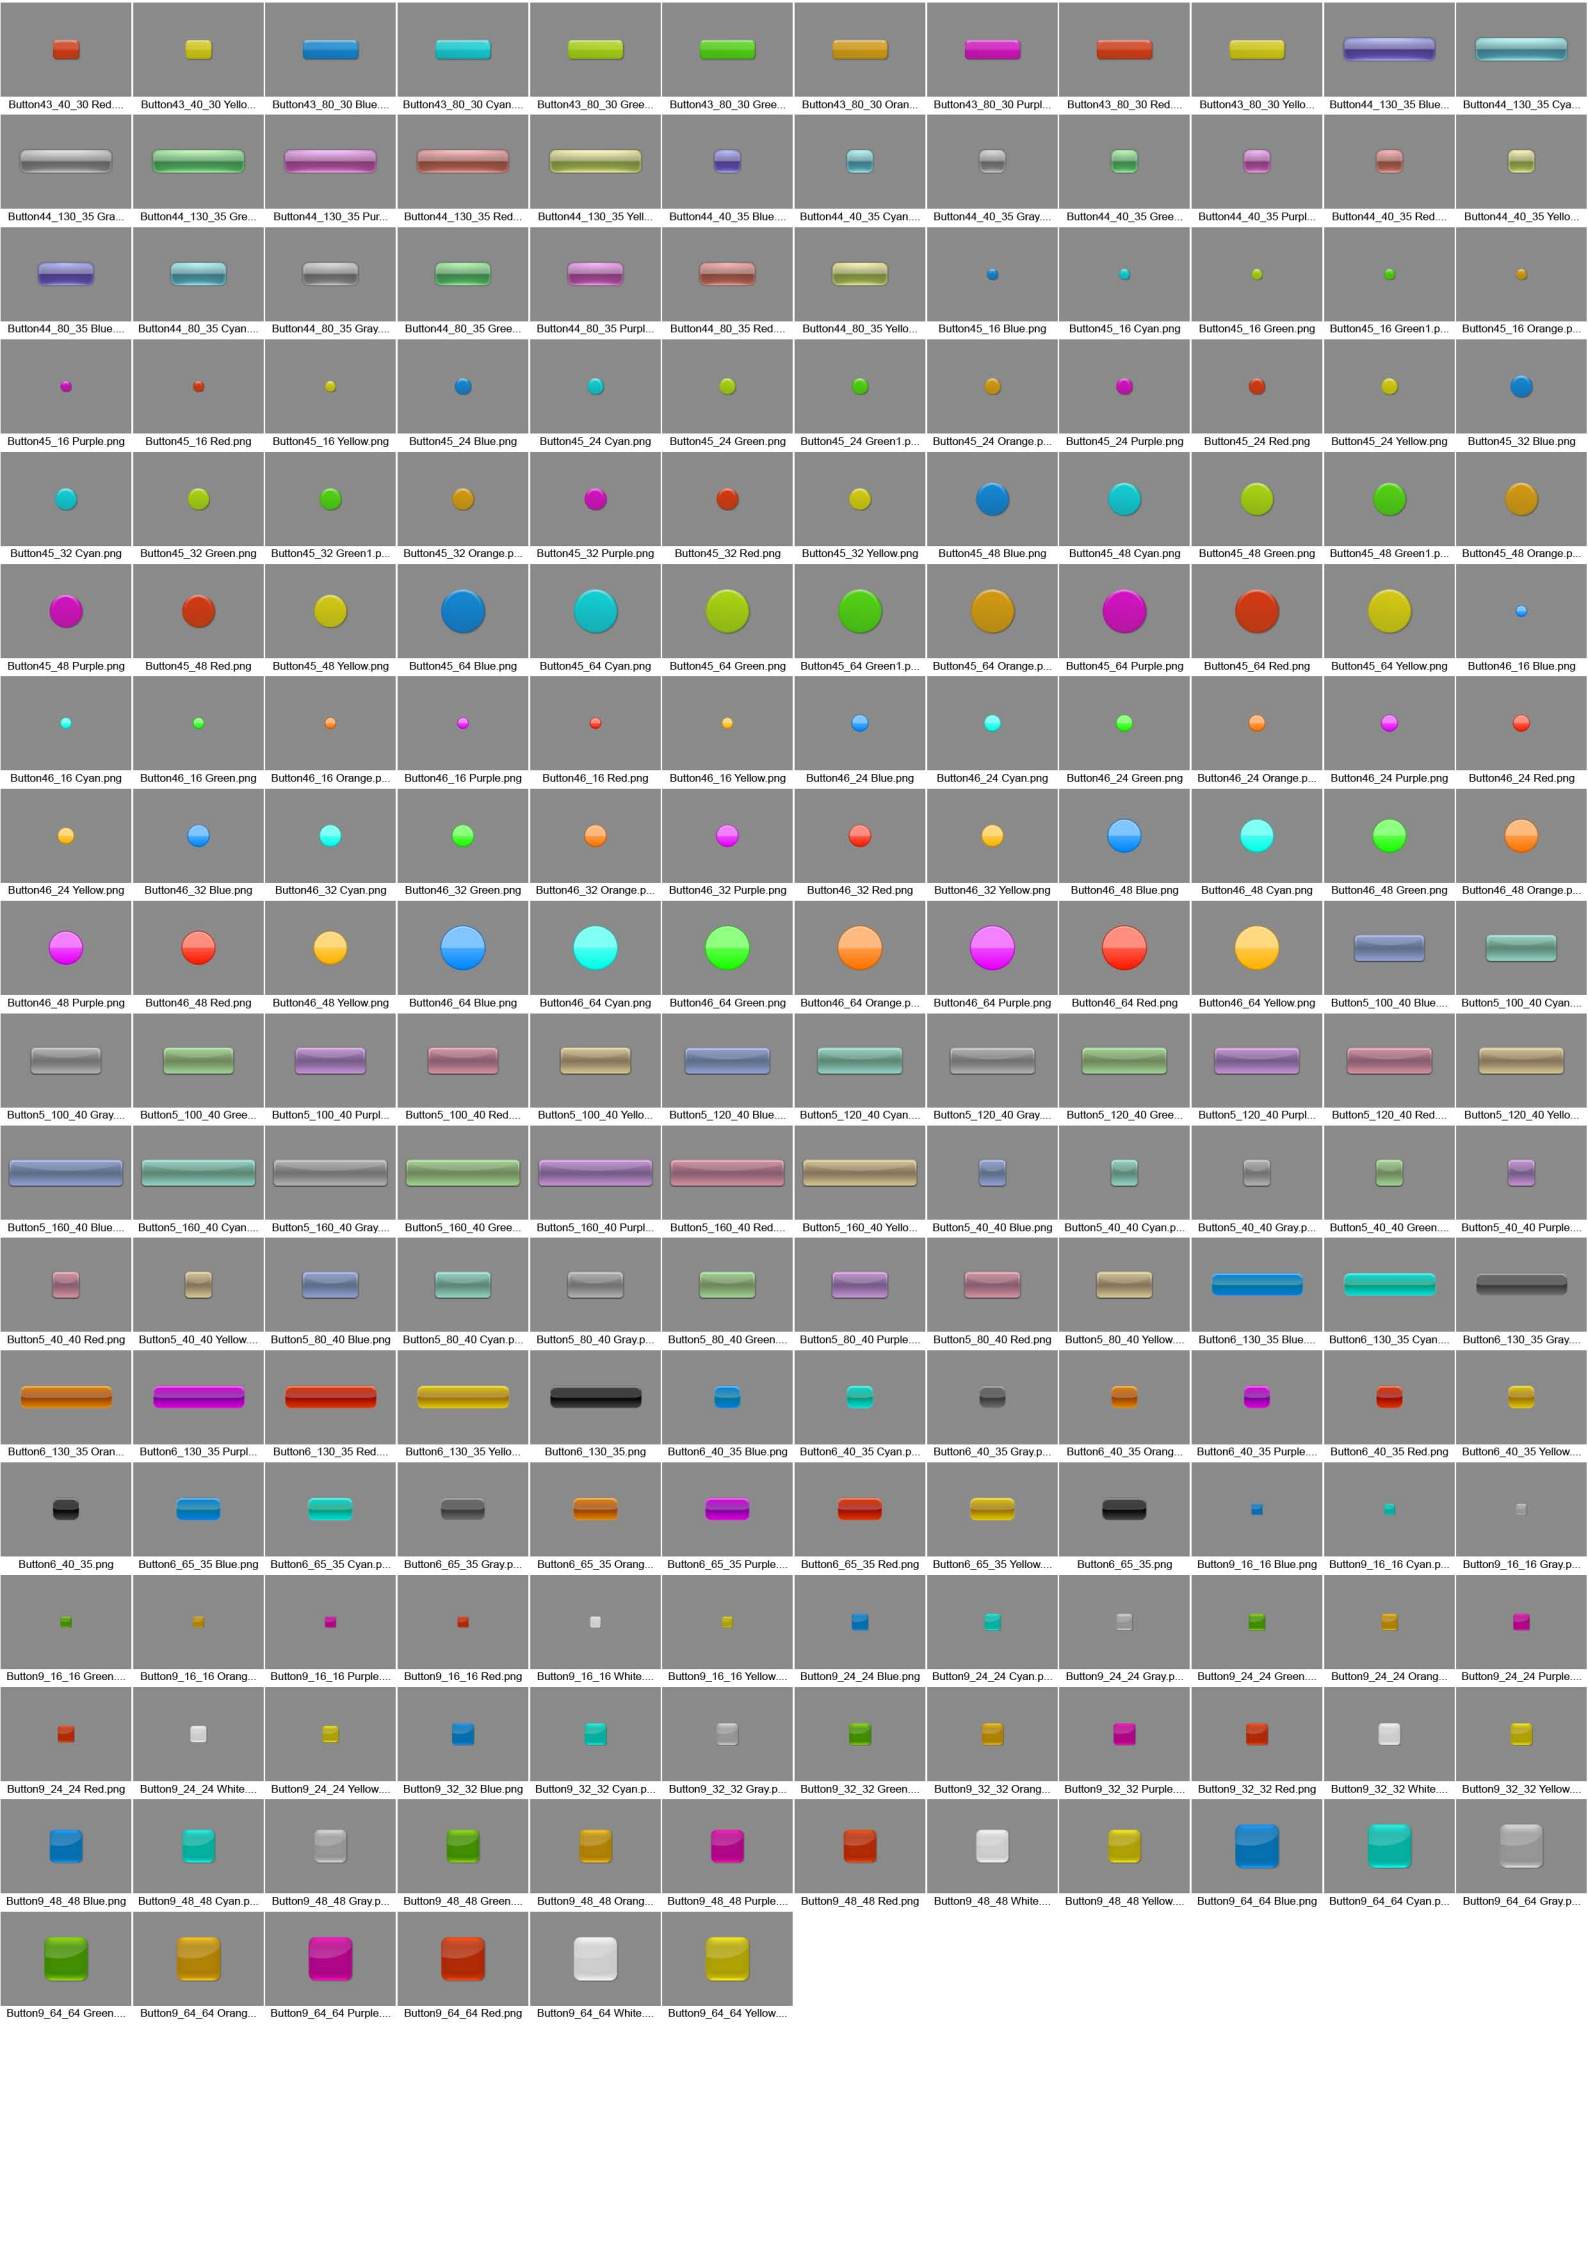 Button43_40_30 Red.... Button43_40_30 Yello... Button43_80_30 Blue.... Button43_80_30 Cyan.... Button43_80_30 Gree... Button43_80_30 Gree... Button43_80_30 Oran... Button43_80_30 Purpl... Button43_80_30 Red.... Button43_80_30 Yello... Button44_130_35 Blue... Button44_130_35 Cya...
Button44_130_35 Gra... Button44_130_35 Gre... Button44_130_35 Pur... Button44_130_35 Red... Button44_130_35 Yell... Button44_40_35 Blue.... Button44_40_35 Cyan.... Button44_40_35 Gray.... Button44_40_35 Gree... Button44_40_35 Purpl... Button44_40_35 Red.... Button44_40_35 Yello...
Button44_80_35 Blue.... Button44_80_35 Cyan.... Button44_80_35 Gray.... Button44_80_35 Gree... Button44_80_35 Purpl... Button44_80_35 Red.... Button44_80_35 Yello... Button45_16 Blue.png Button45_16 Cyan.png Button45_16 Green.png Button45_16 Green1.p... Button45_16 Orange.p...
Button45_16 Purple.png Button45_16 Red.png Button45_16 Yellow.png Button45_24 Blue.png Button45_24 Cyan.png Button45_24 Green.png Button45_24 Green1.p... Button45_24 Orange.p... Button45_24 Purple.png Button45_24 Red.png Button45_24 Yellow.png Button45_32 Blue.png
Button45_32 Cyan.png Button45_32 Green.png Button45_32 Green1.p... Button45_32 Orange.p... Button45_32 Purple.png Button45_32 Red.png Button45_32 Yellow.png Button45_48 Blue.png Button45_48 Cyan.png Button45_48 Green.png Button45_48 Green1.p... Button45_48 Orange.p...
Button45_48 Purple.png Button45_48 Red.png Button45_48 Yellow.png Button45_64 Blue.png Button45_64 Cyan.png Button45_64 Green.png Button45_64 Green1.p... Button45_64 Orange.p... Button45_64 Purple.png Button45_64 Red.png Button45_64 Yellow.png Button46_16 Blue.png
Button46_16 Cyan.png Button46_16 Green.png Button46_16 Orange.p... Button46_16 Purple.png Button46_16 Red.png Button46_16 Yellow.png Button46_24 Blue.png Button46_24 Cyan.png Button46_24 Green.png Button46_24 Orange.p... Button46_24 Purple.png Button46_24 Red.png
Button46_24 Yellow.png Button46_32 Blue.png Button46_32 Cyan.png Button46_32 Green.png Button46_32 Orange.p... Button46_32 Purple.png Button46_32 Red.png Button46_32 Yellow.png Button46_48 Blue.png Button46_48 Cyan.png Button46_48 Green.png Button46_48 Orange.p...
Button46_48 Purple.png Button46_48 Red.png Button46_48 Yellow.png Button46_64 Blue.png Button46_64 Cyan.png Button46_64 Green.png Button46_64 Orange.p... Button46_64 Purple.png Button46_64 Red.png Button46_64 Yellow.png Button5_100_40 Blue.... Button5_100_40 Cyan....
Button5_100_40 Gray.... Button5_100_40 Gree... Button5_100_40 Purpl... Button5_100_40 Red.... Button5_100_40 Yello... Button5_120_40 Blue.... Button5_120_40 Cyan.... Button5_120_40 Gray.... Button5_120_40 Gree... Button5_120_40 Purpl... Button5_120_40 Red.... Button5_120_40 Yello...
Button5_160_40 Blue.... Button5_160_40 Cyan.... Button5_160_40 Gray.... Button5_160_40 Gree... Button5_160_40 Purpl... Button5_160_40 Red.... Button5_160_40 Yello... Button5_40_40 Blue.png Button5_40_40 Cyan.p... Button5_40_40 Gray.p... Button5_40_40 Green.... Button5_40_40 Purple....
Button5_40_40 Red.png Button5_40_40 Yellow.... Button5_80_40 Blue.png Button5_80_40 Cyan.p... Button5_80_40 Gray.p... Button5_80_40 Green.... Button5_80_40 Purple.... Button5_80_40 Red.png Button5_80_40 Yellow.... Button6_130_35 Blue.... Button6_130_35 Cyan.... Button6_130_35 Gray....
Button6_130_35 Oran... Button6_130_35 Purpl... Button6_130_35 Red.... Button6_130_35 Yello... Button6_130_35.png Button6_40_35 Blue.png Button6_40_35 Cyan.p... Button6_40_35 Gray.p... Button6_40_35 Orang... Button6_40_35 Purple.... Button6_40_35 Red.png Button6_40_35 Yellow....
Button6_40_35.png Button6_65_35 Blue.png Button6_65_35 Cyan.p... Button6_65_35 Gray.p... Button6_65_35 Orang... Button6_65_35 Purple.... Button6_65_35 Red.png Button6_65_35 Yellow.... Button6_65_35.png Button9_16_16 Blue.png Button9_16_16 Cyan.p... Button9_16_16 Gray.p...
Button9_16_16 Green.... Button9_16_16 Orang... Button9_16_16 Purple.... Button9_16_16 Red.png Button9_16_16 White.... Button9_16_16 Yellow.... Button9_24_24 Blue.png Button9_24_24 Cyan.p... Button9_24_24 Gray.p... Button9_24_24 Green.... Button9_24_24 Orang... Button9_24_24 Purple....
Button9_24_24 Red.png Button9_24_24 White.... Button9_24_24 Yellow.... Button9_32_32 Blue.png Button9_32_32 Cyan.p... Button9_32_32 Gray.p... Button9_32_32 Green.... Button9_32_32 Orang... Button9_32_32 Purple.... Button9_32_32 Red.png Button9_32_32 White.... Button9_32_32 Yellow....
Button9_48_48 Blue.png Button9_48_48 Cyan.p... Button9_48_48 Gray.p... Button9_48_48 Green.... Button9_48_48 Orang... Button9_48_48 Purple.... Button9_48_48 Red.png Button9_48_48 White.... Button9_48_48 Yellow.... Button9_64_64 Blue.png Button9_64_64 Cyan.p... Button9_64_64 Gray.p...
Button9_64_64 Green.... Button9_64_64 Orang... Button9_64_64 Purple.... Button9_64_64 Red.png Button9_64_64 White.... Button9_64_64 Yellow....